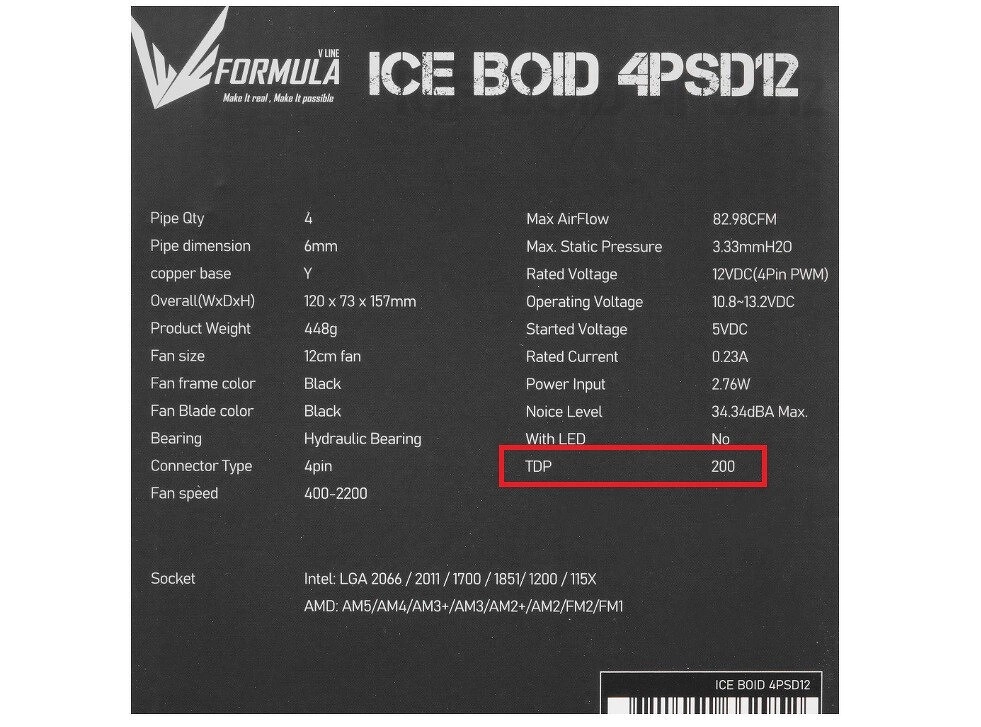 V LINE
FORMULA
Make It real , Make It possible
ICE BOID 4PSD12
Pipe Qty 4
Pipe dimension 6mm
copper base Y
Overall(WxDxH) 120 x 73 x 157mm
Product Weight 448g
Fan size 12cm fan
Fan frame color Black
Fan Blade color Black
Bearing Hydraulic Bearing
Connector Type 4pin
Fan speed 400-2200
Max AirFlow 82.98CFM
Max. Static Pressure 3.33mmH2O
Rated Voltage 12VDC(4Pin PWM)
Operating Voltage 10.8~13.2VDC
Started Voltage 5VDC
Rated Current 0.23A
Power Input 2.76W
Noice Level 34.34dBA Max.
With LED No
TDP 200
Socket Intel: LGA 2066 / 2011 / 1700 / 1851/ 1200 / 115X
AMD: AM5/AM4/AM3+/AM3/AM2+/AM2/FM2/FM1
ICE BOID 4PSD12